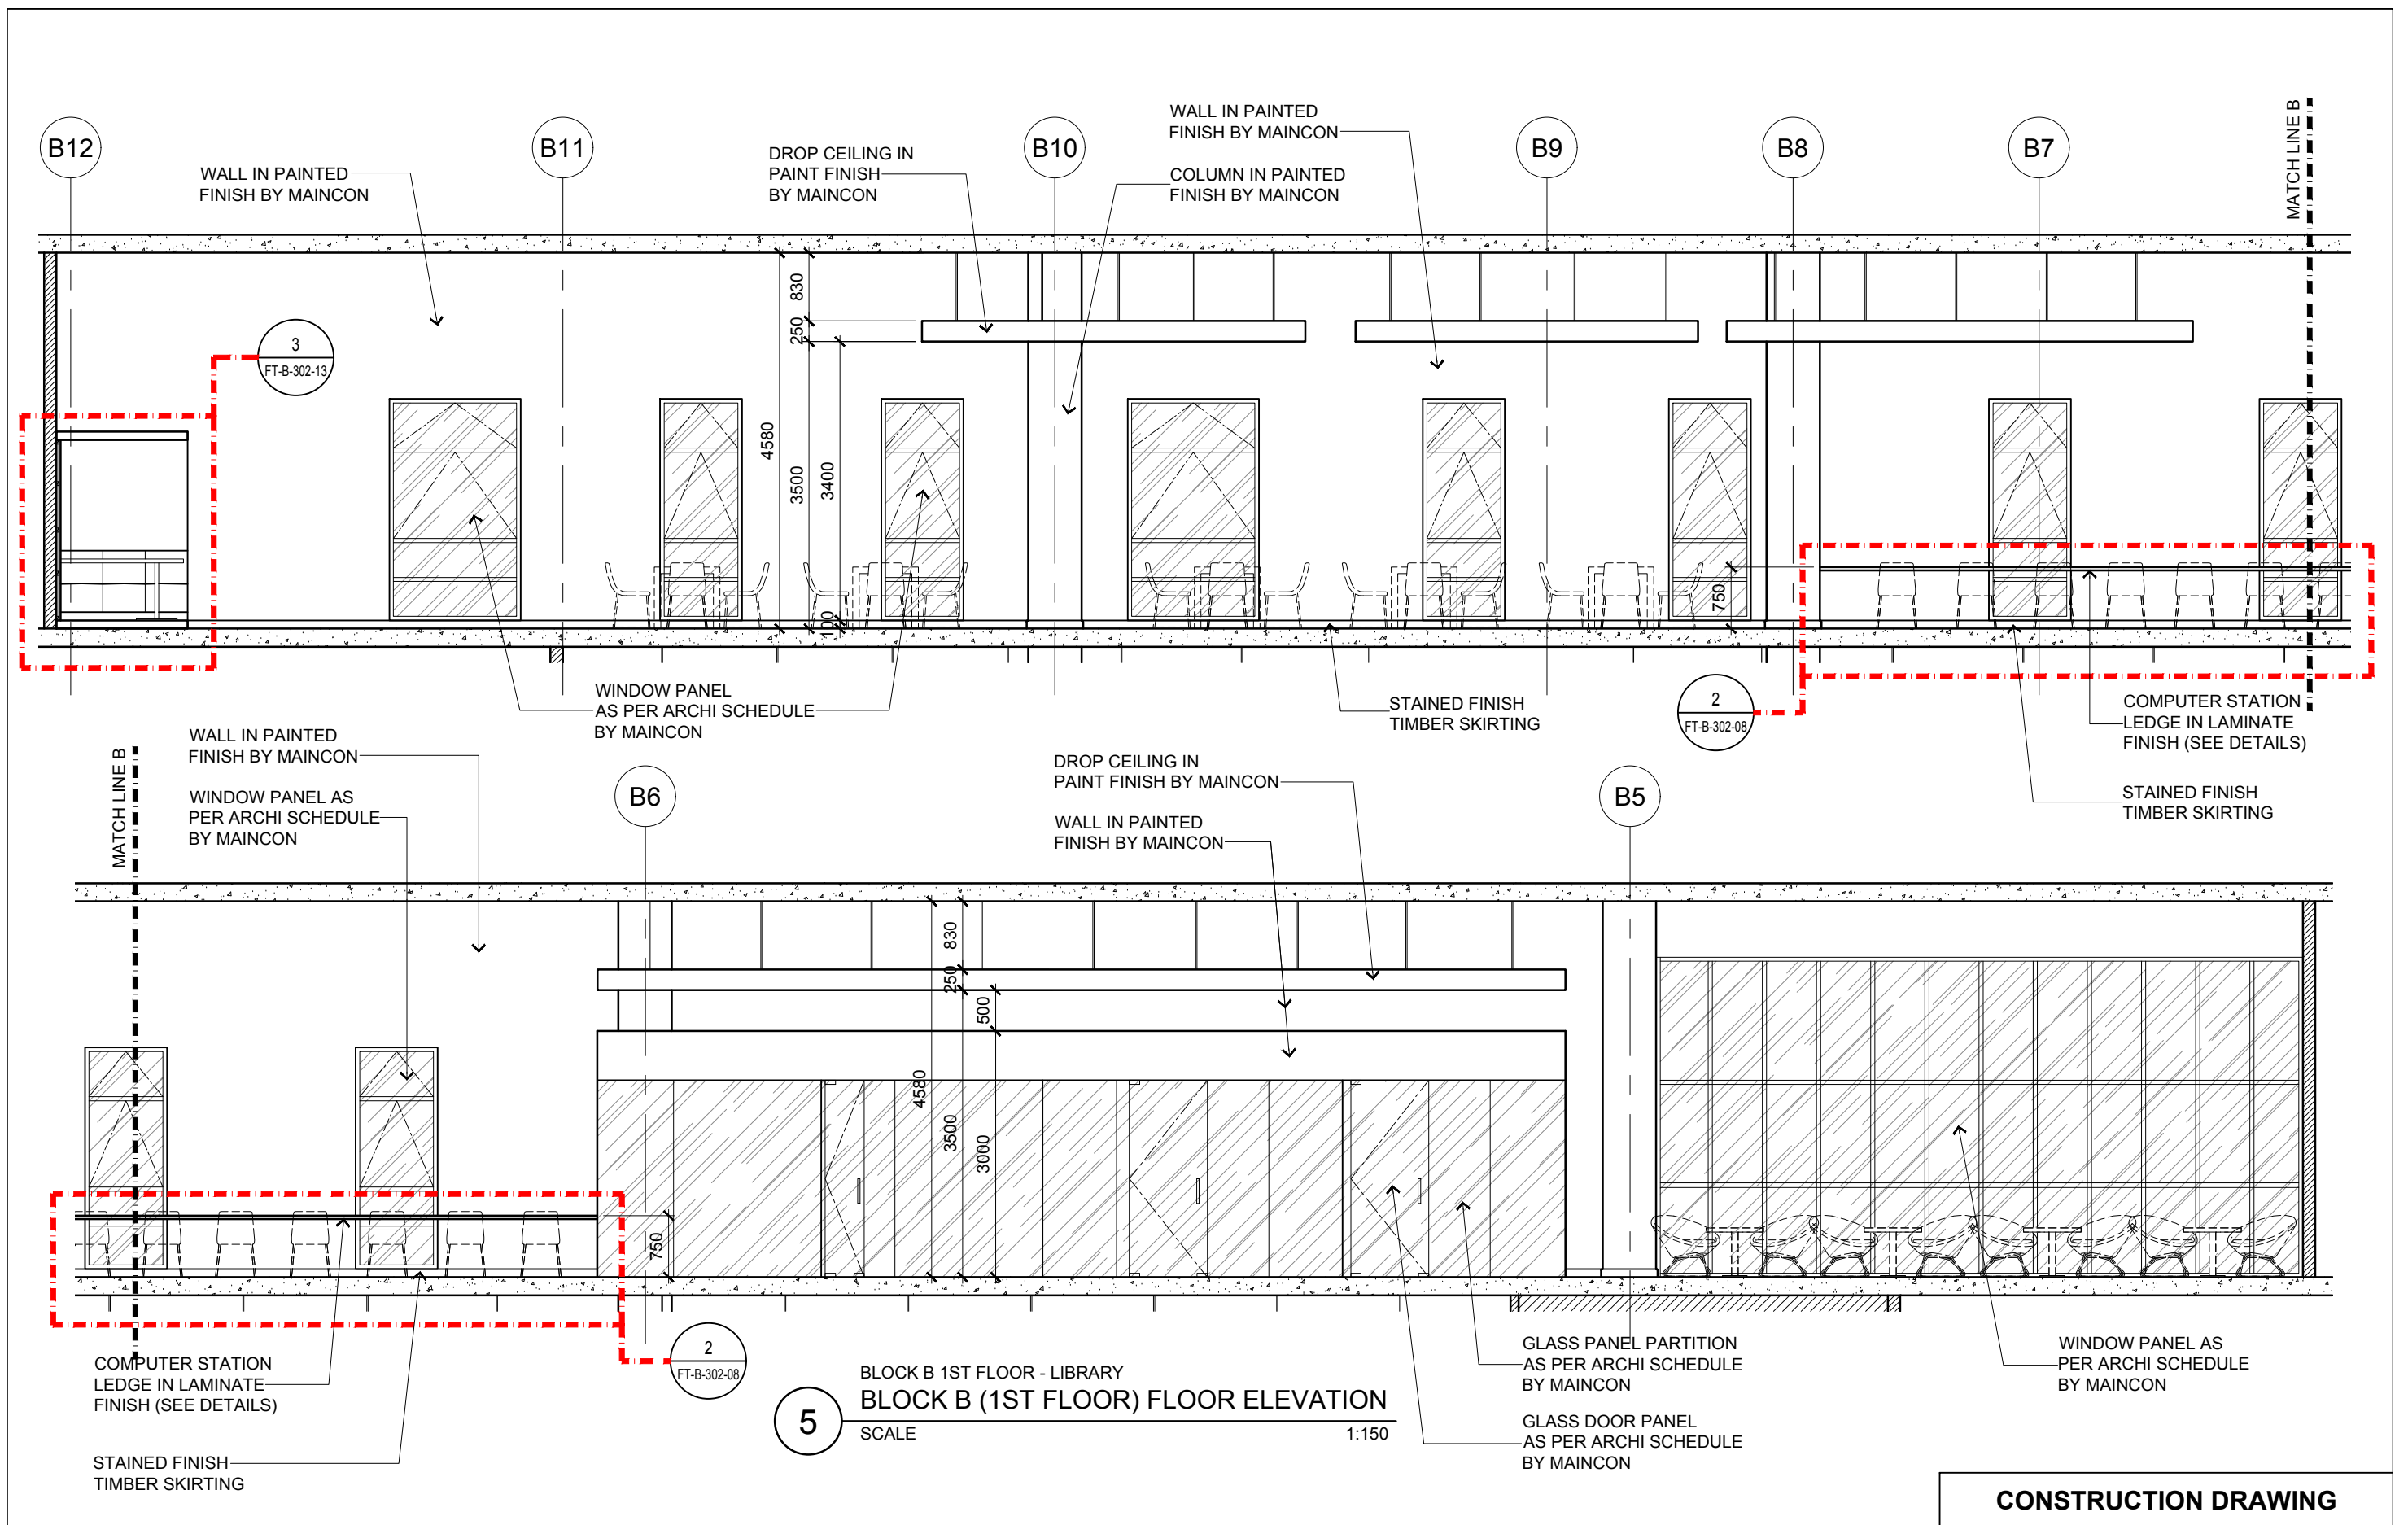 B12
B11
B10
B9
B8
B7
MATCH LINE B
WALL IN PAINTED
FINISH BY MAINCON
DROP CEILING IN
PAINT FINISH
BY MAINCON
WALL IN PAINTED
FINISH BY MAINCON
COLUMN IN PAINTED
FINISH BY MAINCON
3
FT-B-302-13
830
250
4580
3500
3400
100
750
WINDOW PANEL
AS PER ARCHI SCHEDULE
BY MAINCON
STAINED FINISH
TIMBER SKIRTING
2
FT-B-302-08
COMPUTER STATION
LEDGE IN LAMINATE
FINISH (SEE DETAILS)
STAINED FINISH
TIMBER SKIRTING
MATCH LINE B
WALL IN PAINTED
FINISH BY MAINCON
WINDOW PANEL AS
PER ARCHI SCHEDULE
BY MAINCON
B6
DROP CEILING IN
PAINT FINISH BY MAINCON
WALL IN PAINTED
FINISH BY MAINCON
B5
830
250
500
4580
3500
3000
750
COMPUTER STATION
LEDGE IN LAMINATE
FINISH (SEE DETAILS)
STAINED FINISH
TIMBER SKIRTING
2
FT-B-302-08
5
BLOCK B 1ST FLOOR - LIBRARY
BLOCK B (1ST FLOOR) FLOOR ELEVATION
SCALE 1:150
GLASS PANEL PARTITION
AS PER ARCHI SCHEDULE
BY MAINCON
GLASS DOOR PANEL
AS PER ARCHI SCHEDULE
BY MAINCON
WINDOW PANEL AS
PER ARCHI SCHEDULE
BY MAINCON
CONSTRUCTION DRAWING